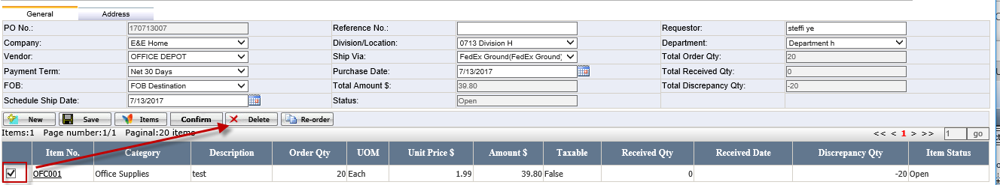 General Address
PO No.: 170713007 Reference No.: Requestor: steffi ye
Company: E&E Home Division/Location: 0713 Division H Department: Department h
Vendor: OFFICE DEPOT Ship Via: FedEx Ground(FedEx Ground) Total Order Qty: 20
Payment Term: Net 30 Days Purchase Date: 7/13/2017 Total Received Qty: 0
FOB: FOB Destination Total Amount $: 39.80 Total Discrepancy Qty: -20
Schedule Ship Date: 7/13/2017 Status: Open
New Save Items Confirm Delete Re-order
Items:1 Page number:1/1 Paginal:20 items << < 1 > >> 1 go
Item No. Category Description Order Qty UOM Unit Price $ Amount $ Taxable Received Qty Received Date Discrepancy Qty Item Status
OFC001 Office Supplies test 20 Each 1.99 39.80 False 0 -20 Open